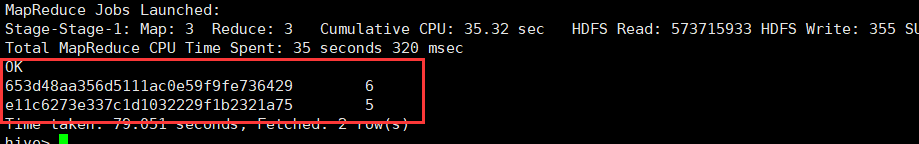 MapReduce Jobs Launched:
Stage-Stage-1: Map: 3  Reduce: 3   Cumulative CPU: 35.32 sec   HDFS Read: 573715933 HDFS Write: 355 SU
Total MapReduce CPU Time Spent: 35 seconds 320 msec
OK
653d48aa356d5111ac0e59f9fe736429        6
e11c6273e337c1d1032229f1b2321a75        5
Time taken: 79.051 seconds, Fetched: 2 row(s)
hive>